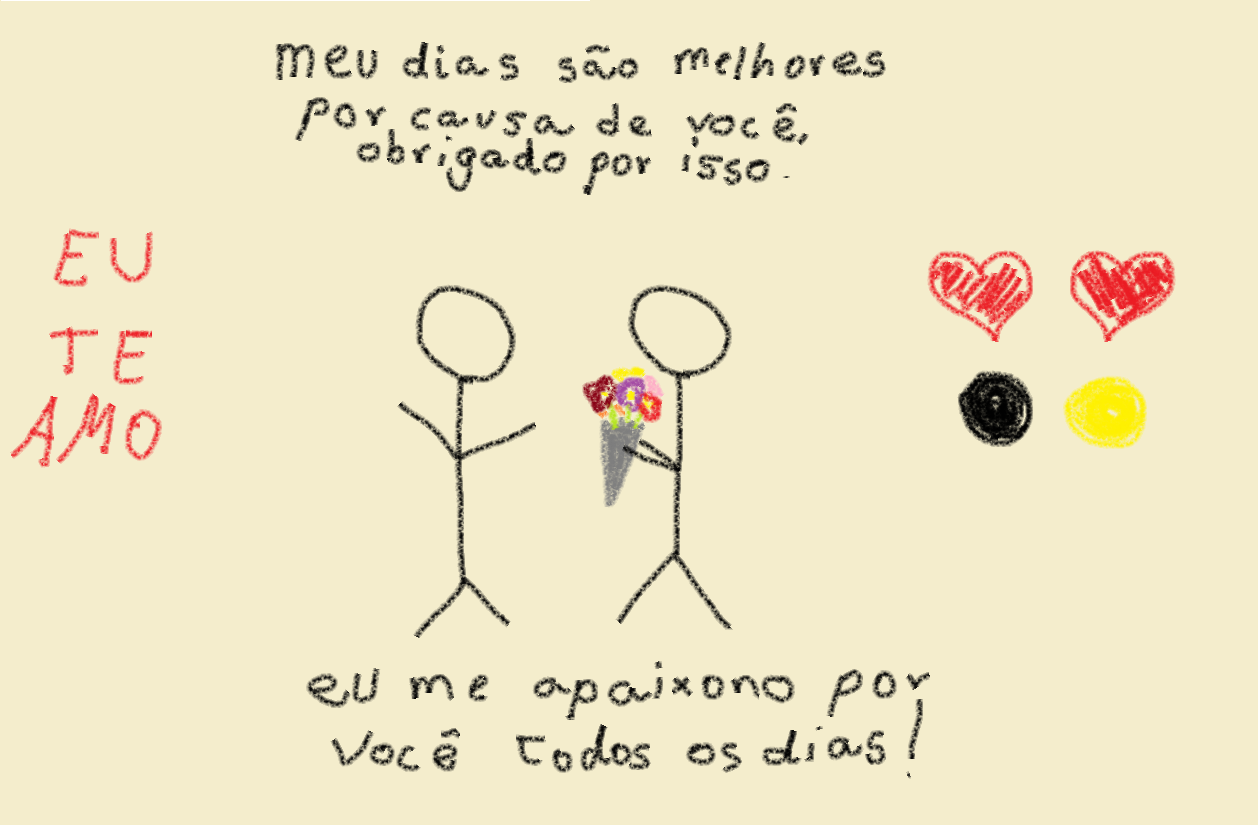 meu dias são melhores
por causa de você,
obrigado por isso.
EU
TE
AMO
eu me apaixono por
você todos os dias!